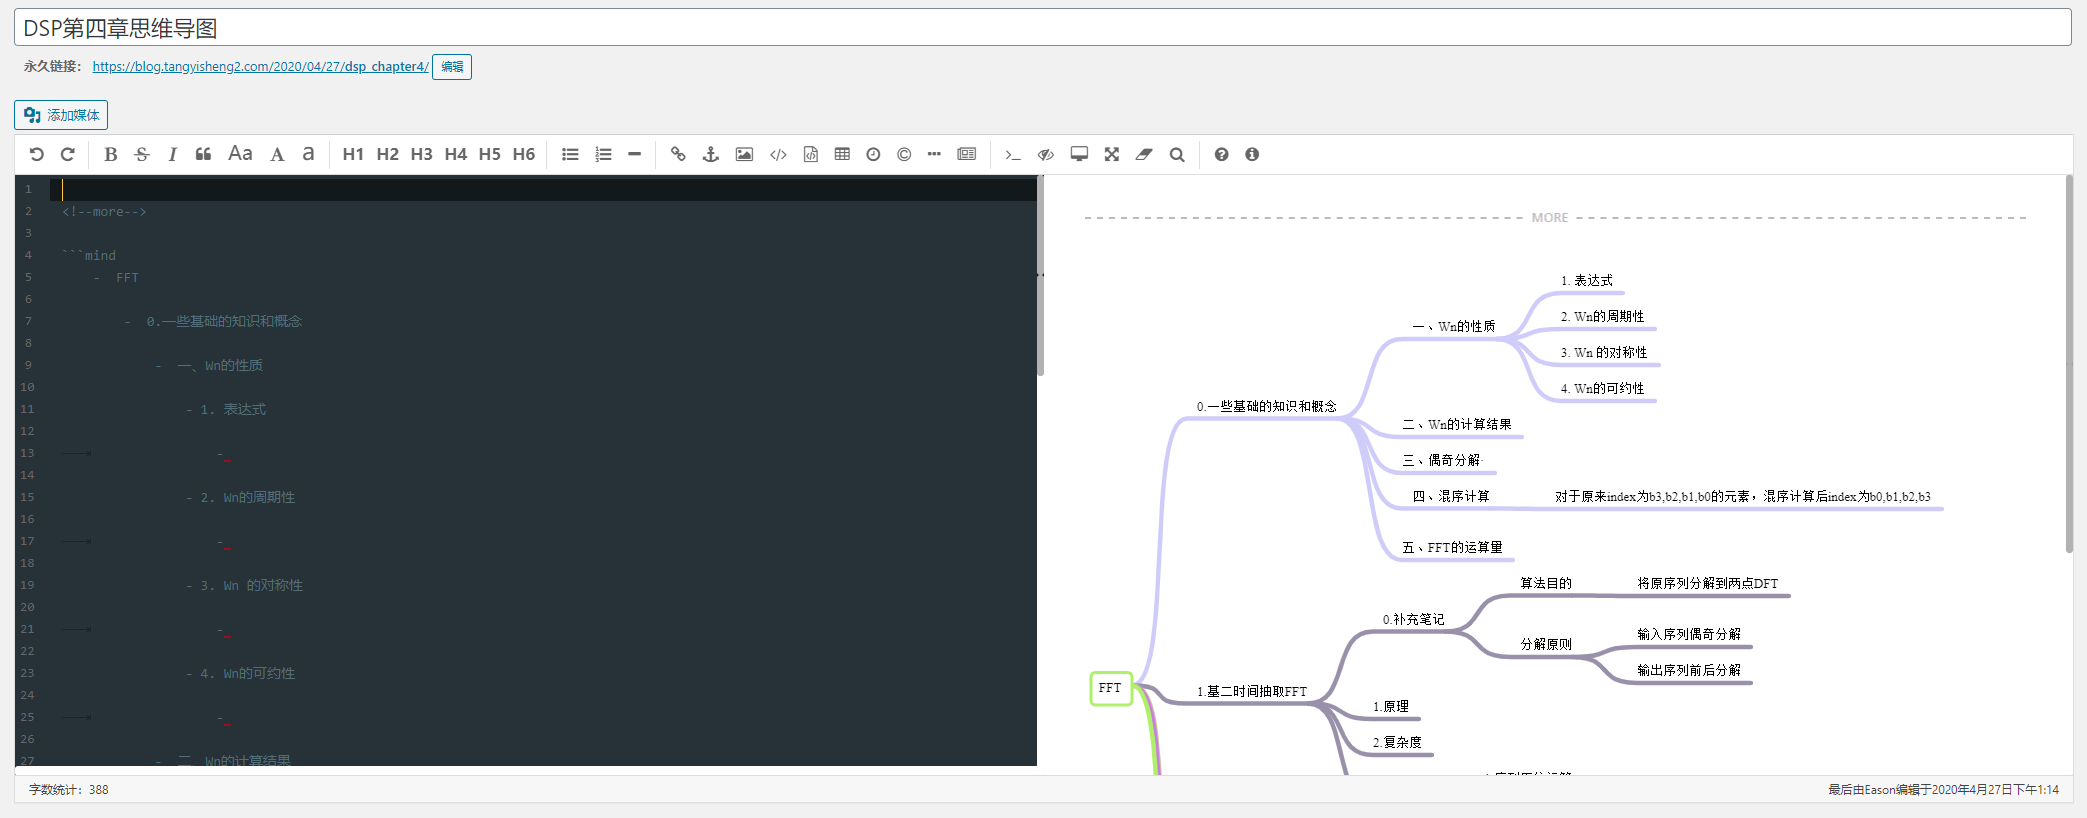 DSP第四章思维导图
永久链接： https://blog.tangyisheng2.com/2020/04/27/dsp_chapter4/ 编辑
添加媒体
B S I Aa A a H1 H2 H3 H4 H5 H6
1
2 <!--more-->
3
4 ```mind
5 - FFT
6
7 - 0.一些基础的知识和概念
8
9 - 一、Wn的性质
10
11 - 1. 表达式
12
13 -
14
15 - 2. Wn的周期性
16
17 -
18
19 - 3. Wn 的对称性
20
21 -
22
23 - 4. Wn的可约性
24
25 -
26
27 - 二、Wn的计算结果
MORE
1. 表达式
一、Wn的性质
2. Wn的周期性
3. Wn 的对称性
4. Wn的可约性
0.一些基础的知识和概念
二、Wn的计算结果
三、偶奇分解
四、混序计算
对于原来index为b3,b2,b1,b0的元素，混序计算后index为b0,b1,b2,b3
五、FFT的运算量
算法目的
将原序列分解到两点DFT
0.补充笔记
分解原则
输入序列偶奇分解
输出序列前后分解
FFT
1.基二时间抽取FFT
1.原理
2.复杂度
字数统计：388
最后由Eason编辑于2020年4月27日下午1:14